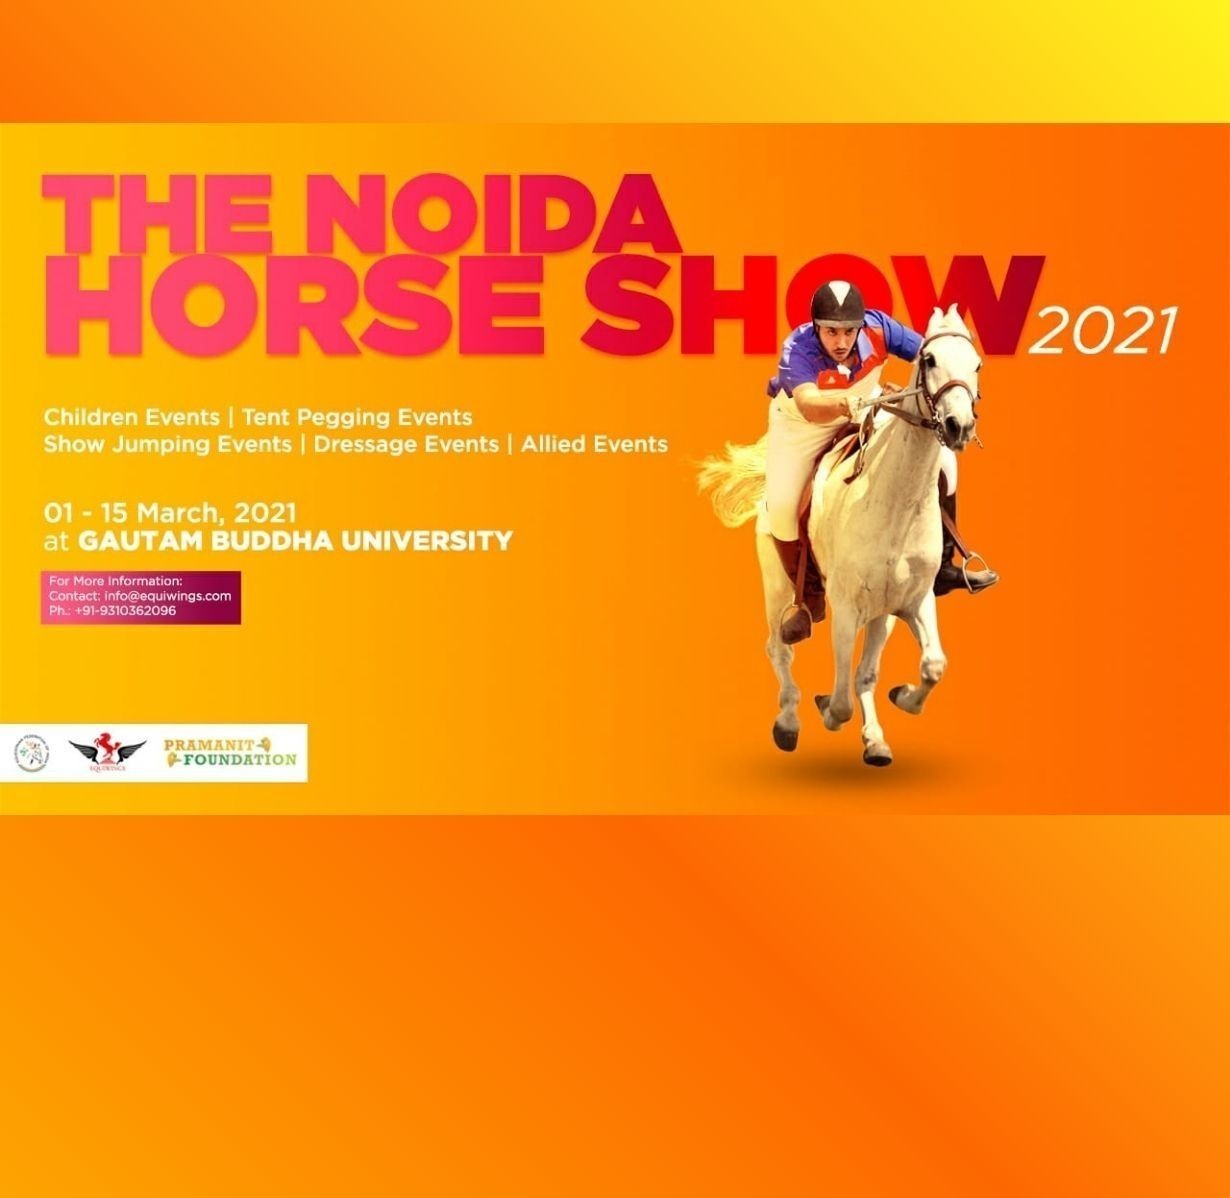 THE NOIDA
HORSE SHOW 2021
Children Events | Tent Pegging Events
Show Jumping Events | Dressage Events | Allied Events
01 - 15 March, 2021
at GAUTAM BUDDHA UNIVERSITY
For More Information:
Contact: info@equiwings.com
Ph.: +91-9310362096
EQUIWINGS
PRAMANIT
FOUNDATION